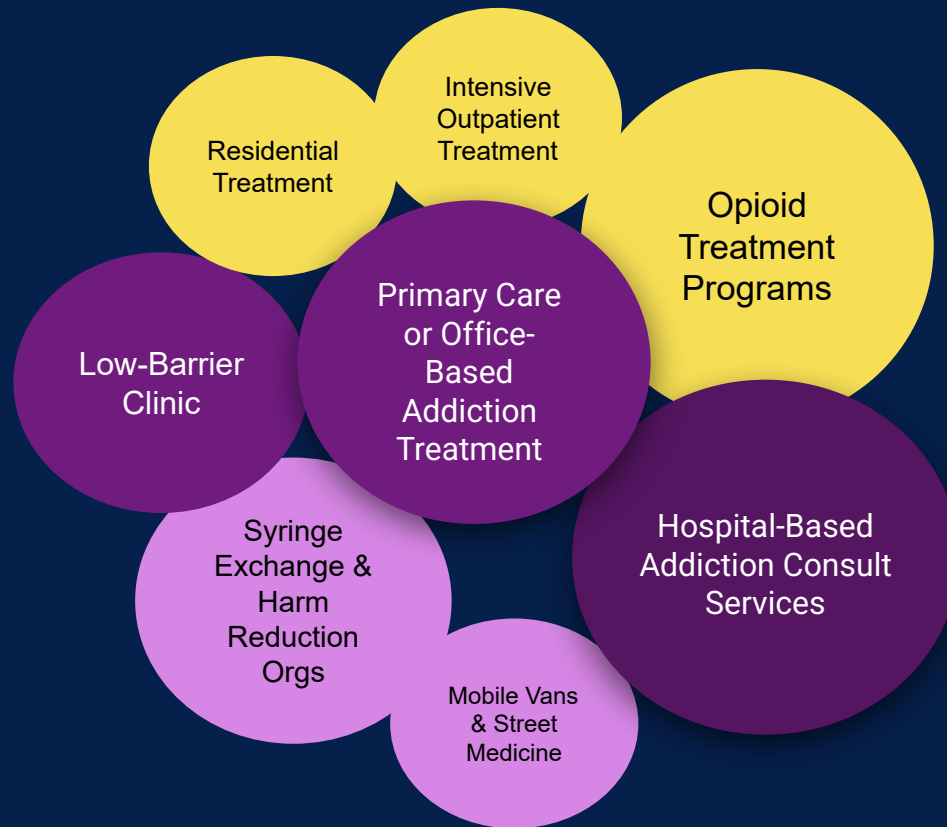 Intensive
Outpatient
Treatment
Residential
Treatment
Opioid
Treatment
Programs
Primary Care
or Office-
Based
Addiction
Treatment
Low-Barrier
Clinic
Syringe
Exchange &
Harm
Reduction
Orgs
Hospital-Based
Addiction Consult
Services
Mobile Vans
& Street
Medicine